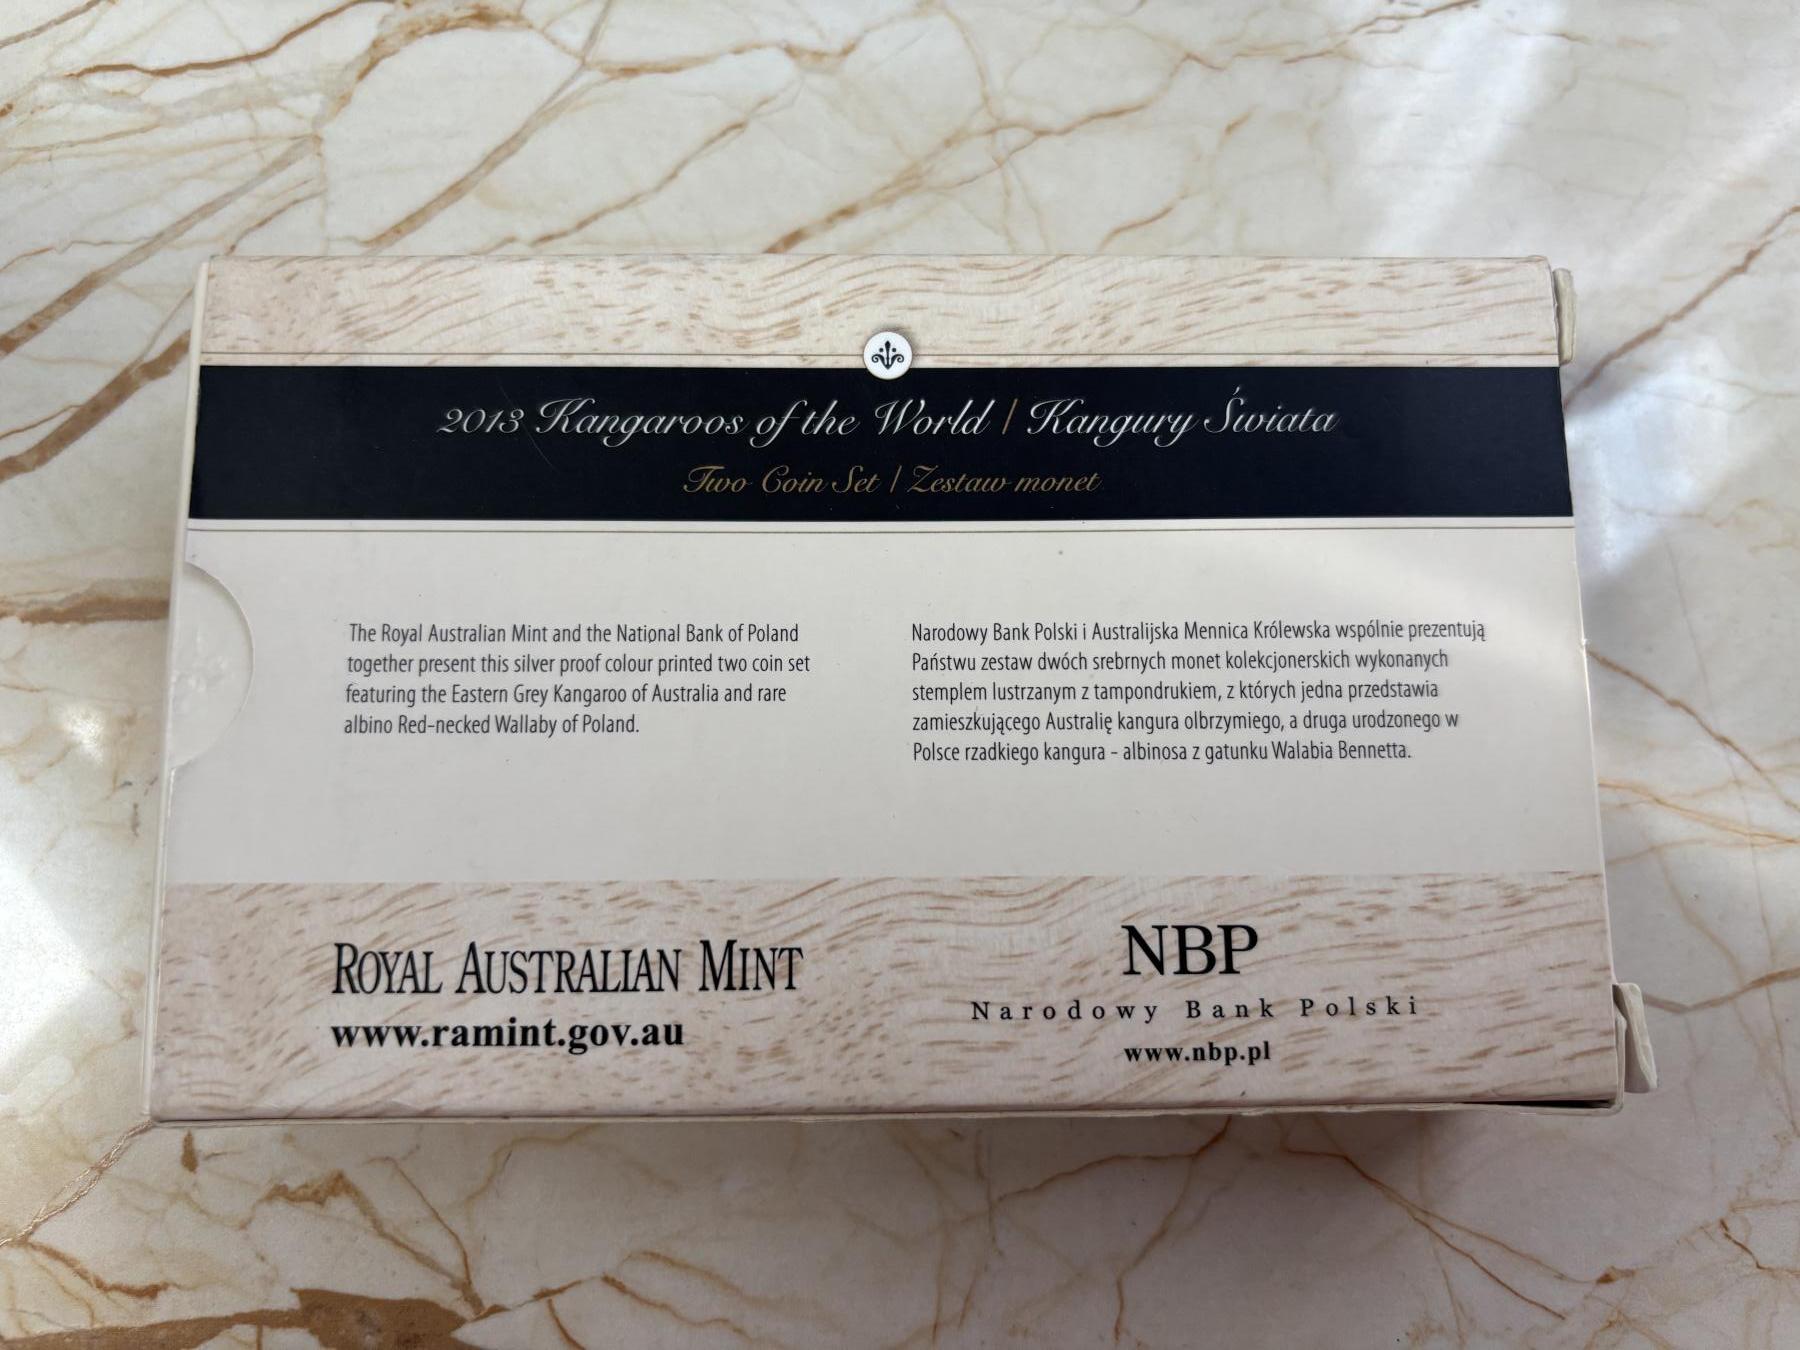 2013 Kangaroos of the World / Kangury Świata
Two Coin Set / Zestaw monet
The Royal Australian Mint and the National Bank of Poland
together present this silver proof colour printed two coin set
featuring the Eastern Grey Kangaroo of Australia and rare
albino Red-necked Wallaby of Poland.
Narodowy Bank Polski i Australijska Mennica Królewska wspólnie prezentują
Państwu zestaw dwóch srebrnych monet kolekcjonerskich wykonanych
stemplem lustrzanym z tampondrukiem, z których jedna przedstawia
zamieszkującego Australię kangura olbrzymiego, a druga urodzonego w
Polsce rzadkiego kangura - albinosa z gatunku Walabia Bennetta.
ROYAL AUSTRALIAN MINT
www.ramint.gov.au
NBP
Narodowy Bank Polski
www.nbp.pl